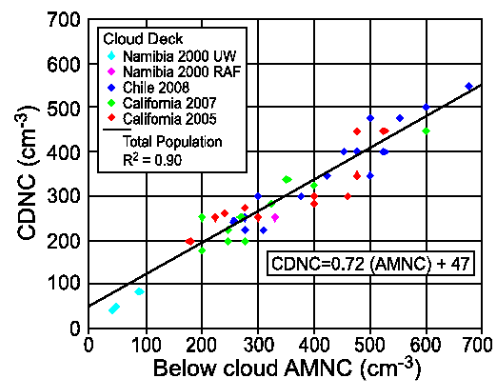 700
600
500
400
300
200
100
0
CDNC (cm-3)
Cloud Deck
Namibia 2000 UW
Namibia 2000 RAF
Chile 2008
California 2007
California 2005
Total Population
R2 = 0.90
CDNC=0.72 (AMNC) + 47
0 100 200 300 400 500 600 700
Below cloud AMNC (cm-3)